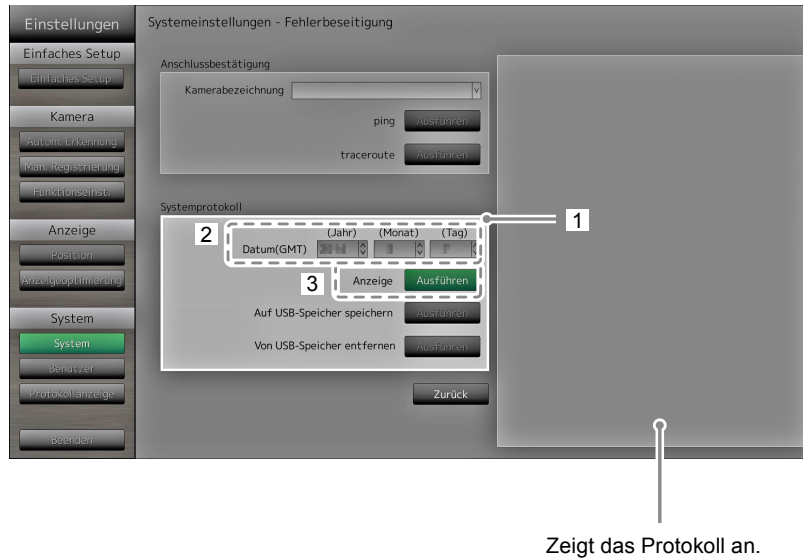 Einstellungen
Systemeinstellungen - Fehlerbeseitigung
Einfaches Setup
Einfaches Setup
Kamera
Autom. Erkennung
Man. Registrierung
Funktionseinst.
Anzeige
Position
Anzeigeoptimierung
System
System
Benutzer
Protokollanzeige
Beenden
Anschlussbestätigung
Kamerabezeichnung
ping Ausführen
traceroute Ausführen
Systemprotokoll
1
2
(Jahr) (Monat) (Tag)
Datum(GMT)
3 Anzeige Ausführen
Auf USB-Speicher speichern Ausführen
Von USB-Speicher entfernen Ausführen
Zurück
Zeigt das Protokoll an.